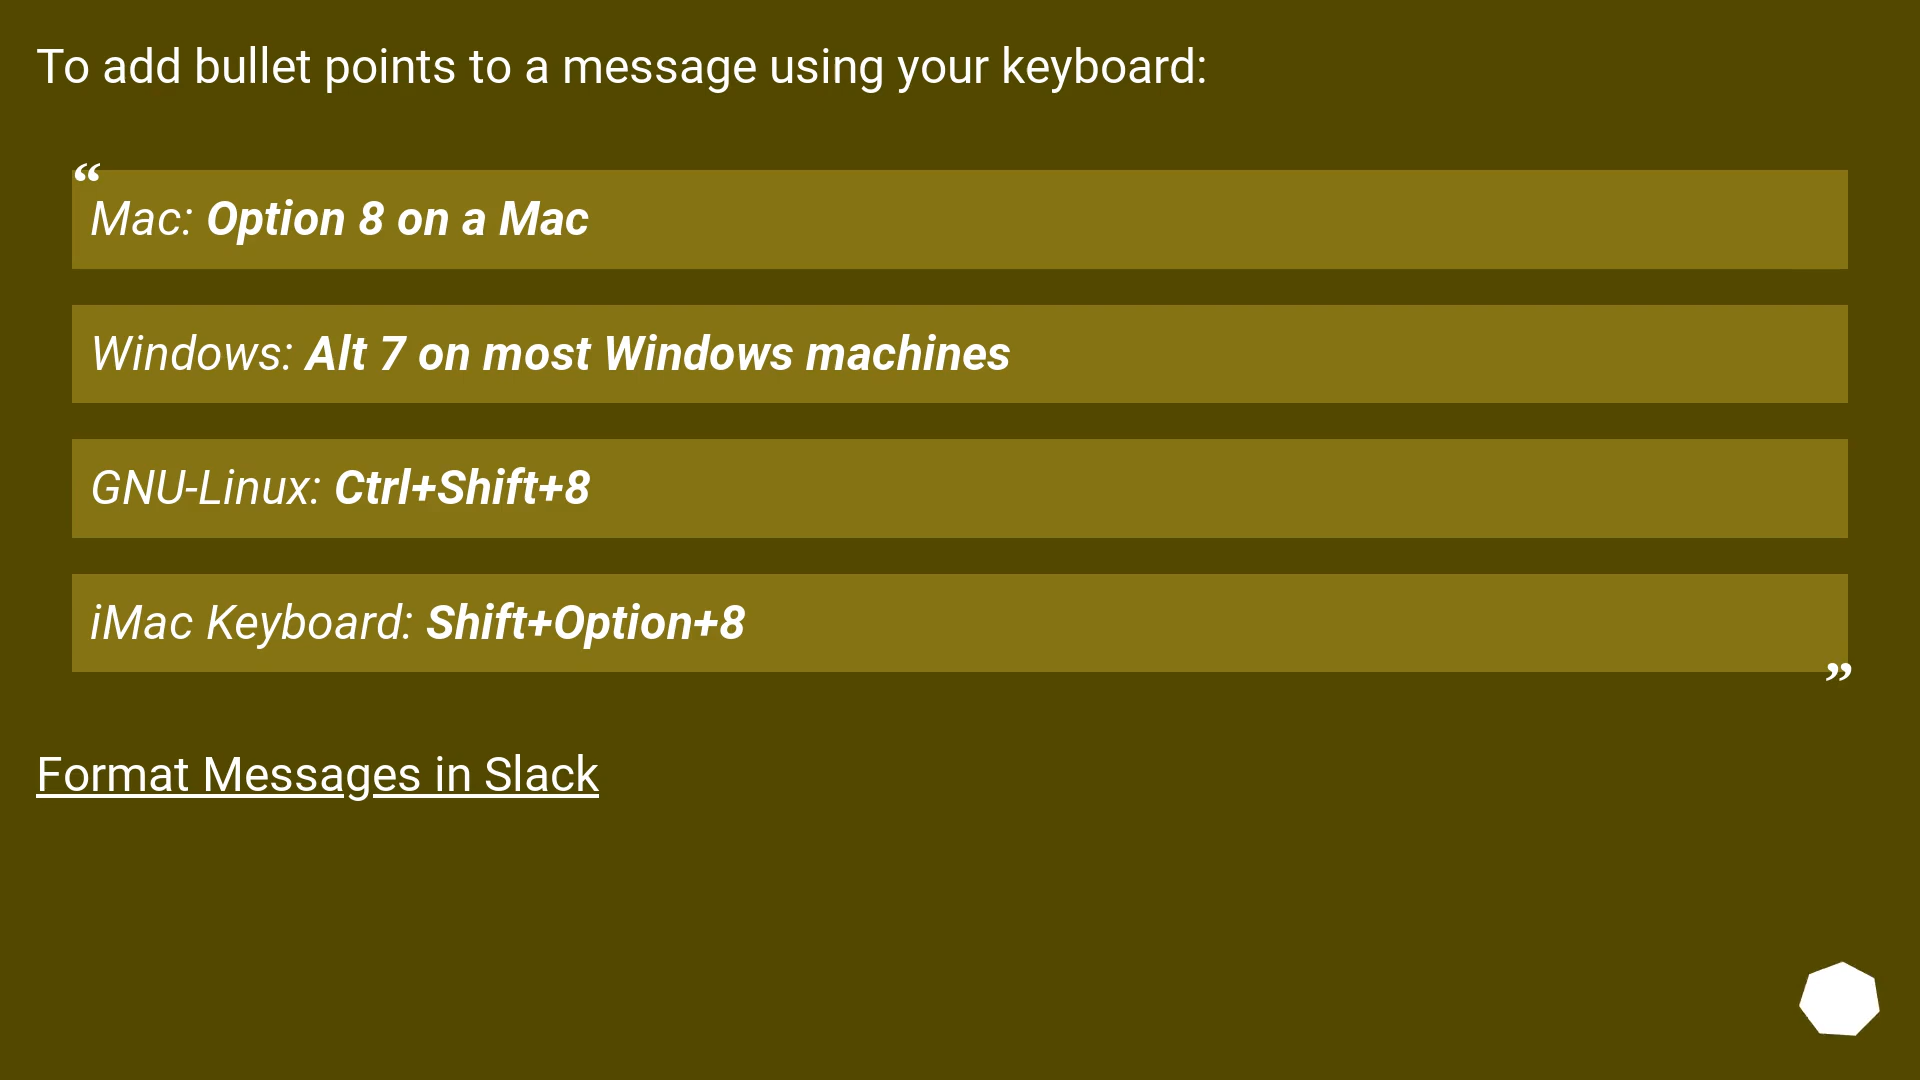 To add bullet points to a message using your keyboard:
“
Mac: Option 8 on a Mac
Windows: Alt 7 on most Windows machines
GNU-Linux: Ctrl+Shift+8
iMac Keyboard: Shift+Option+8
”
Format Messages in Slack